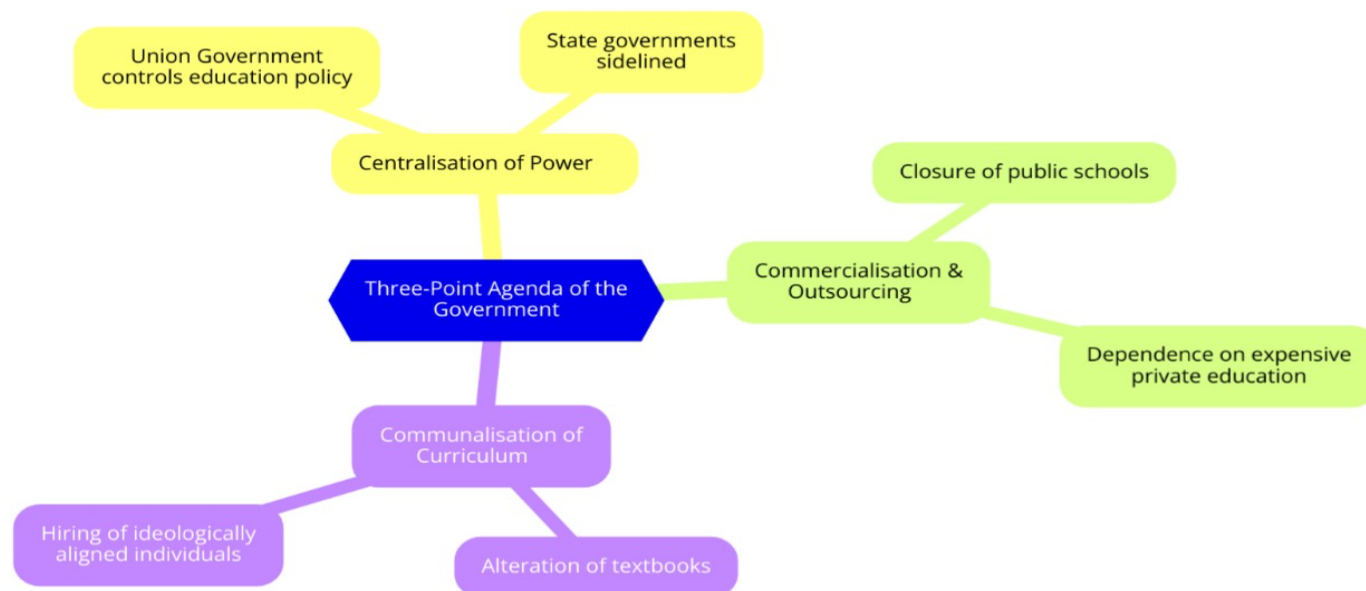 Union Government
controls education policy
State governments
sidelined
Centralisation of Power
Closure of public schools
Commercialisation &
Outsourcing
Three-Point Agenda of the
Government
Dependence on expensive
private education
Communalisation of
Curriculum
Hiring of ideologically
aligned individuals
Alteration of textbooks